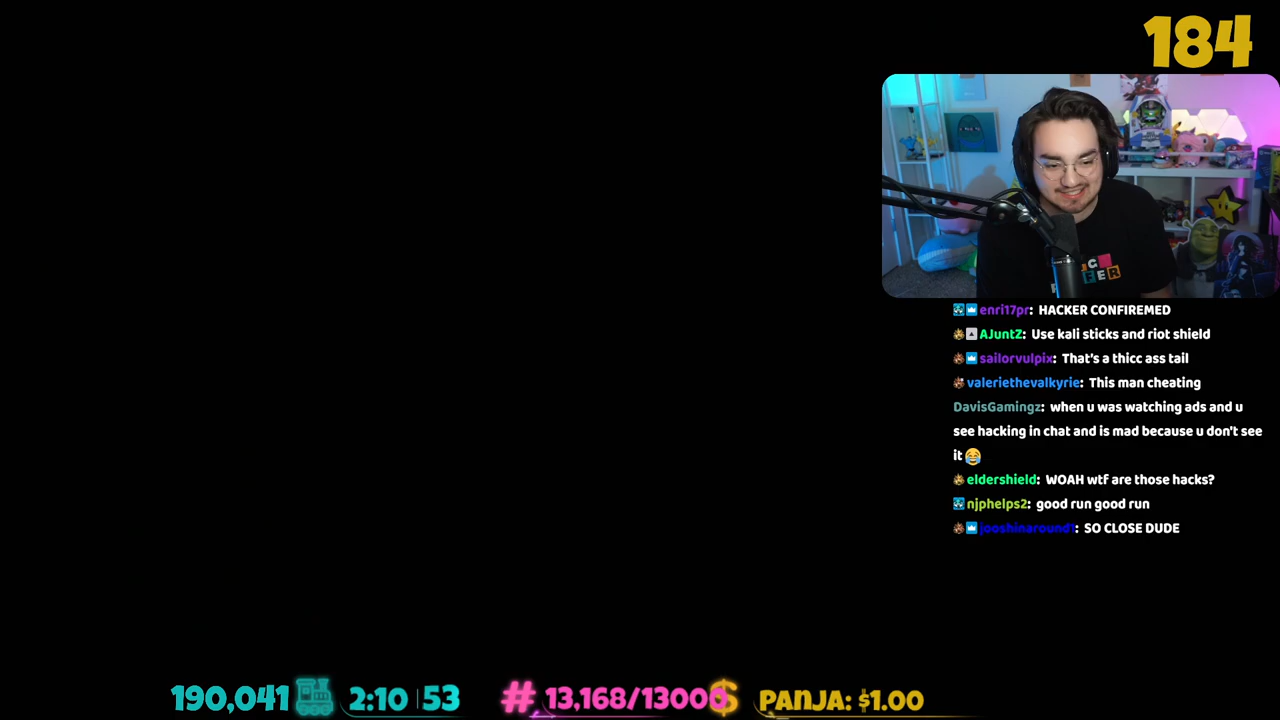 184
enri17pr: HACKER CONFIREMED
AJuntZ: Use kali sticks and riot shield
sailorvulpix: That's a thicc ass tail
valeriethevalkyrie: This man cheating
DavisGamingz: when u was watching ads and u
see hacking in chat and is mad because u don't see
it 😂
eldershield: WOAH wtf are those hacks?
njphelps2: good run good run
jooshinaround1: SO CLOSE DUDE
190,041 2:10 53 # 13,168/13000 $ PANJA: $1.00